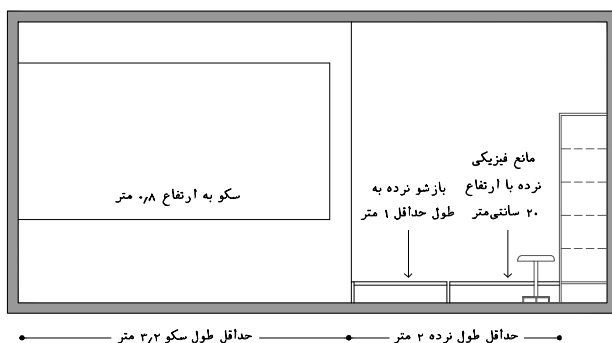 مانع فیزیکی
نرده با ارتفاع
۲۰ سانتی‌متر
بازشو نرده به
طول حداقل ۱ متر
سکو به ارتفاع ۰٫۸ متر
حداقل طول نرده ۲ متر
حداقل طول سکو ۳٫۲ متر